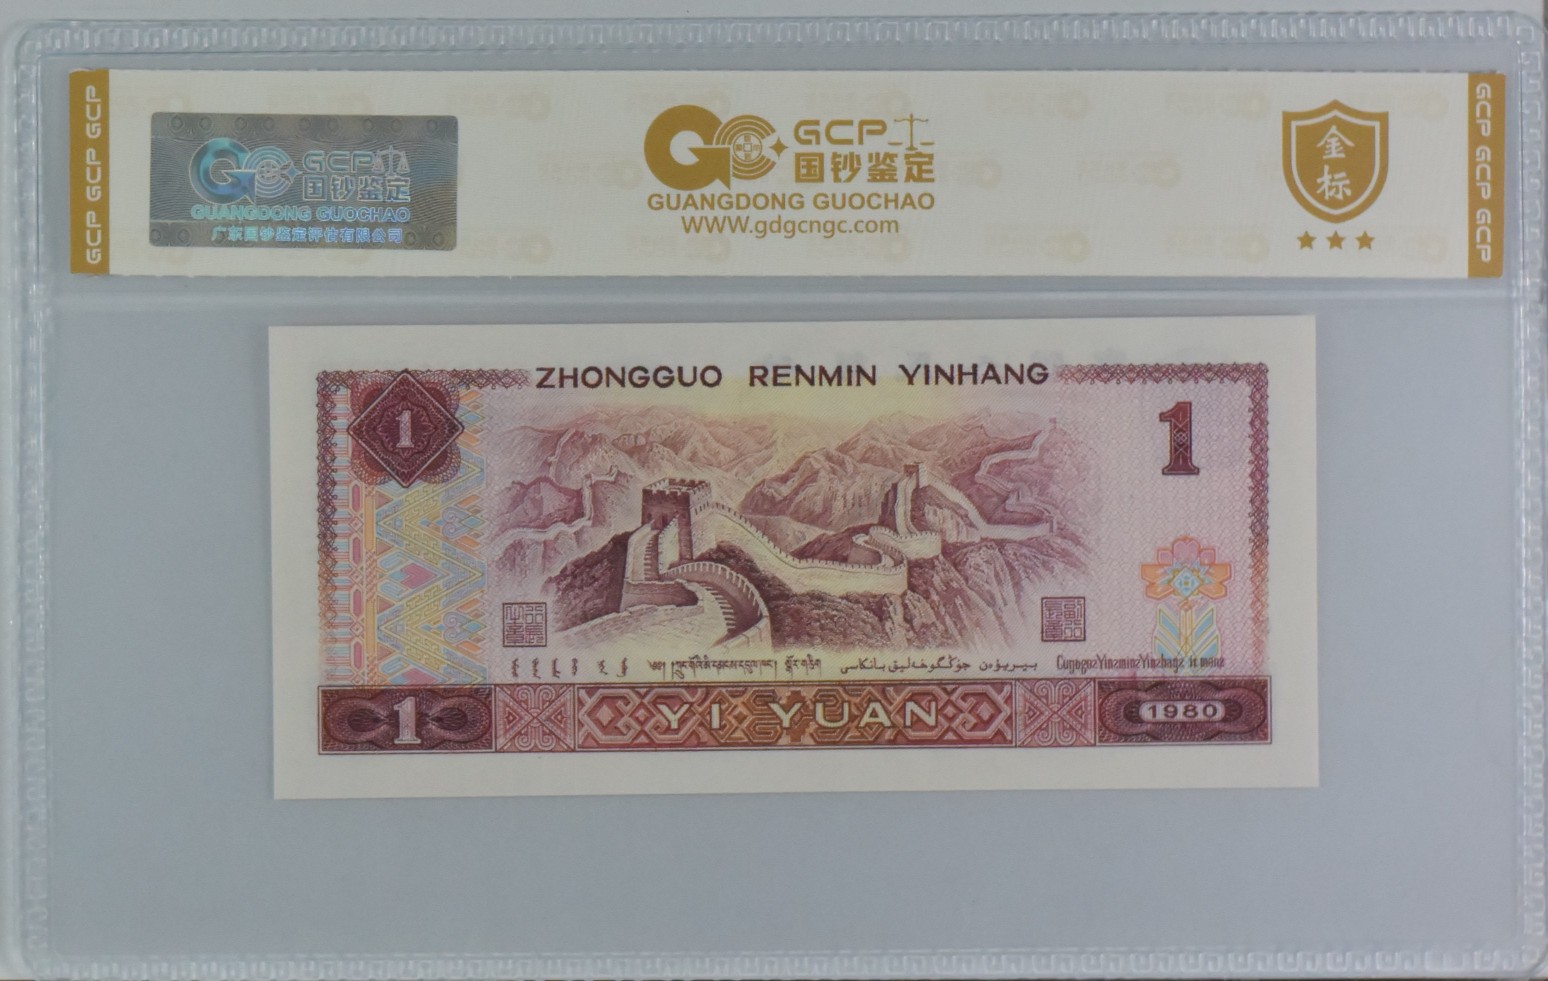 GCP GCP GCP
GCP
国钞鉴定
GUANGDONG GUOCHAO
广东国钞鉴定评估有限公司
GCP
国钞鉴定
GUANGDONG GUOCHAO
WWW.gdgcngc.com
金
标
GCP GCP GCP
ZHONGGUO RENMIN YINHANG
1
1
1
YI YUAN
1980